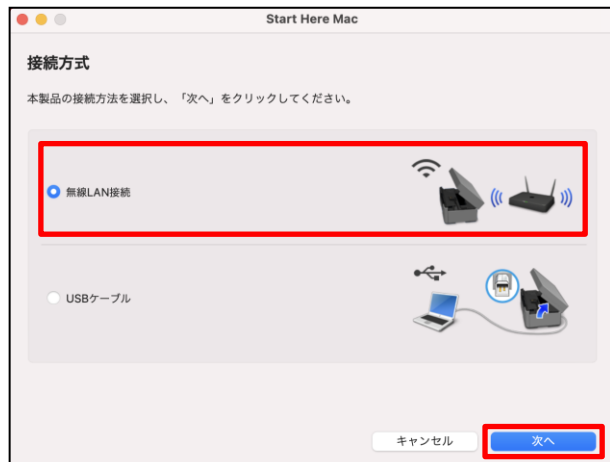 Start Here Mac
接続方式
本製品の接続方法を選択し、「次へ」をクリックしてください。
無線LAN接続
USBケーブル
キャンセル
次へ